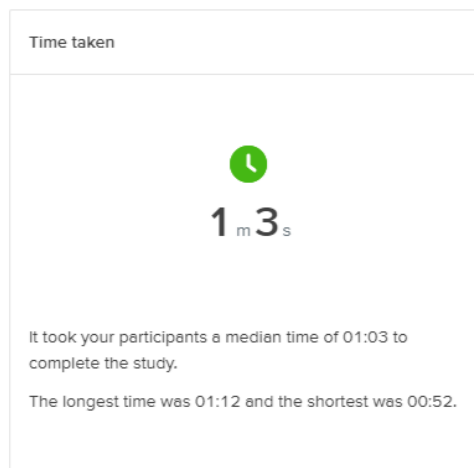 Time taken
1 m 3 s
It took your participants a median time of 01:03 to
complete the study.
The longest time was 01:12 and the shortest was 00:52.